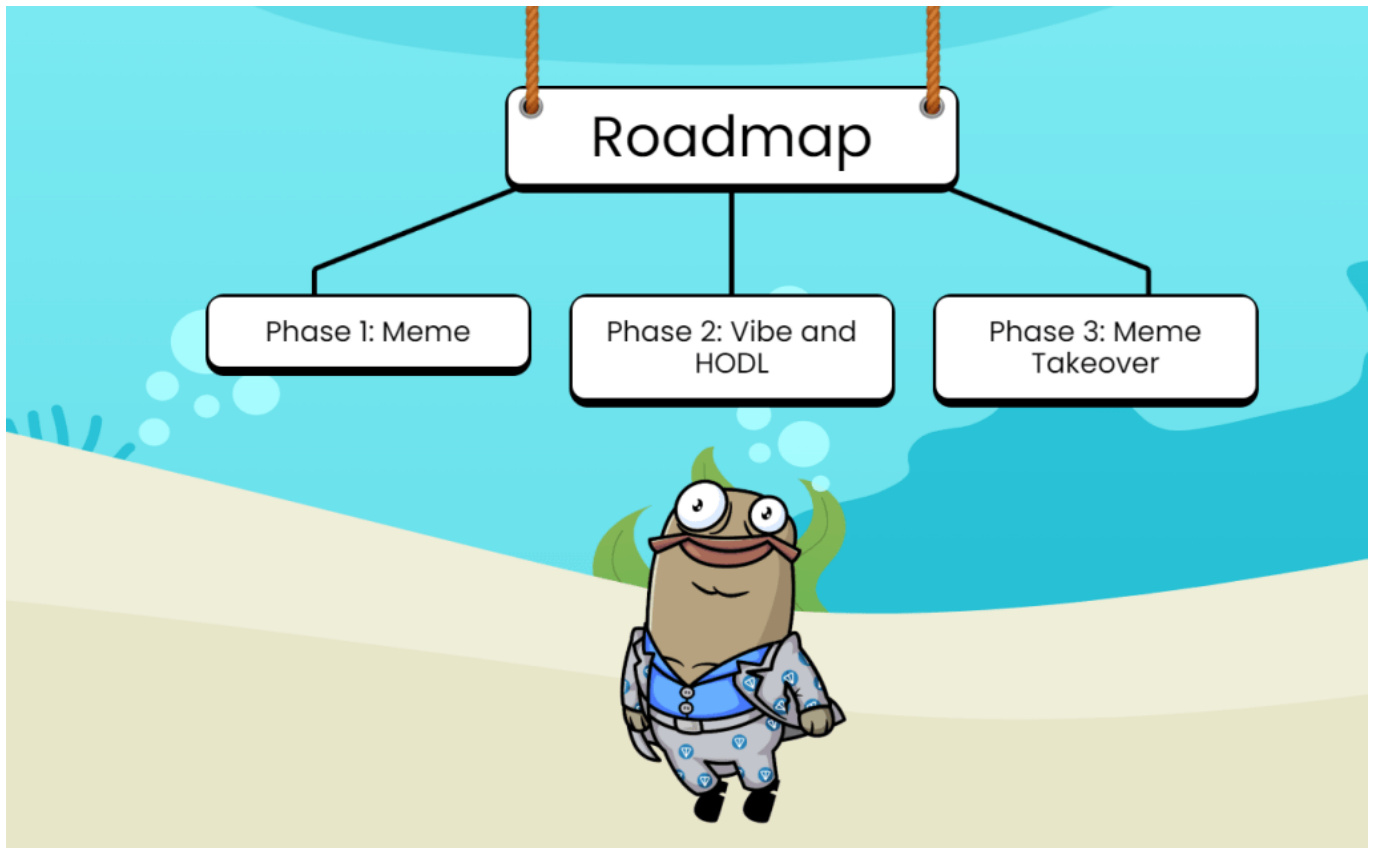 Roadmap
Phase 1: Meme
Phase 2: Vibe and
HODL
Phase 3: Meme
Takeover